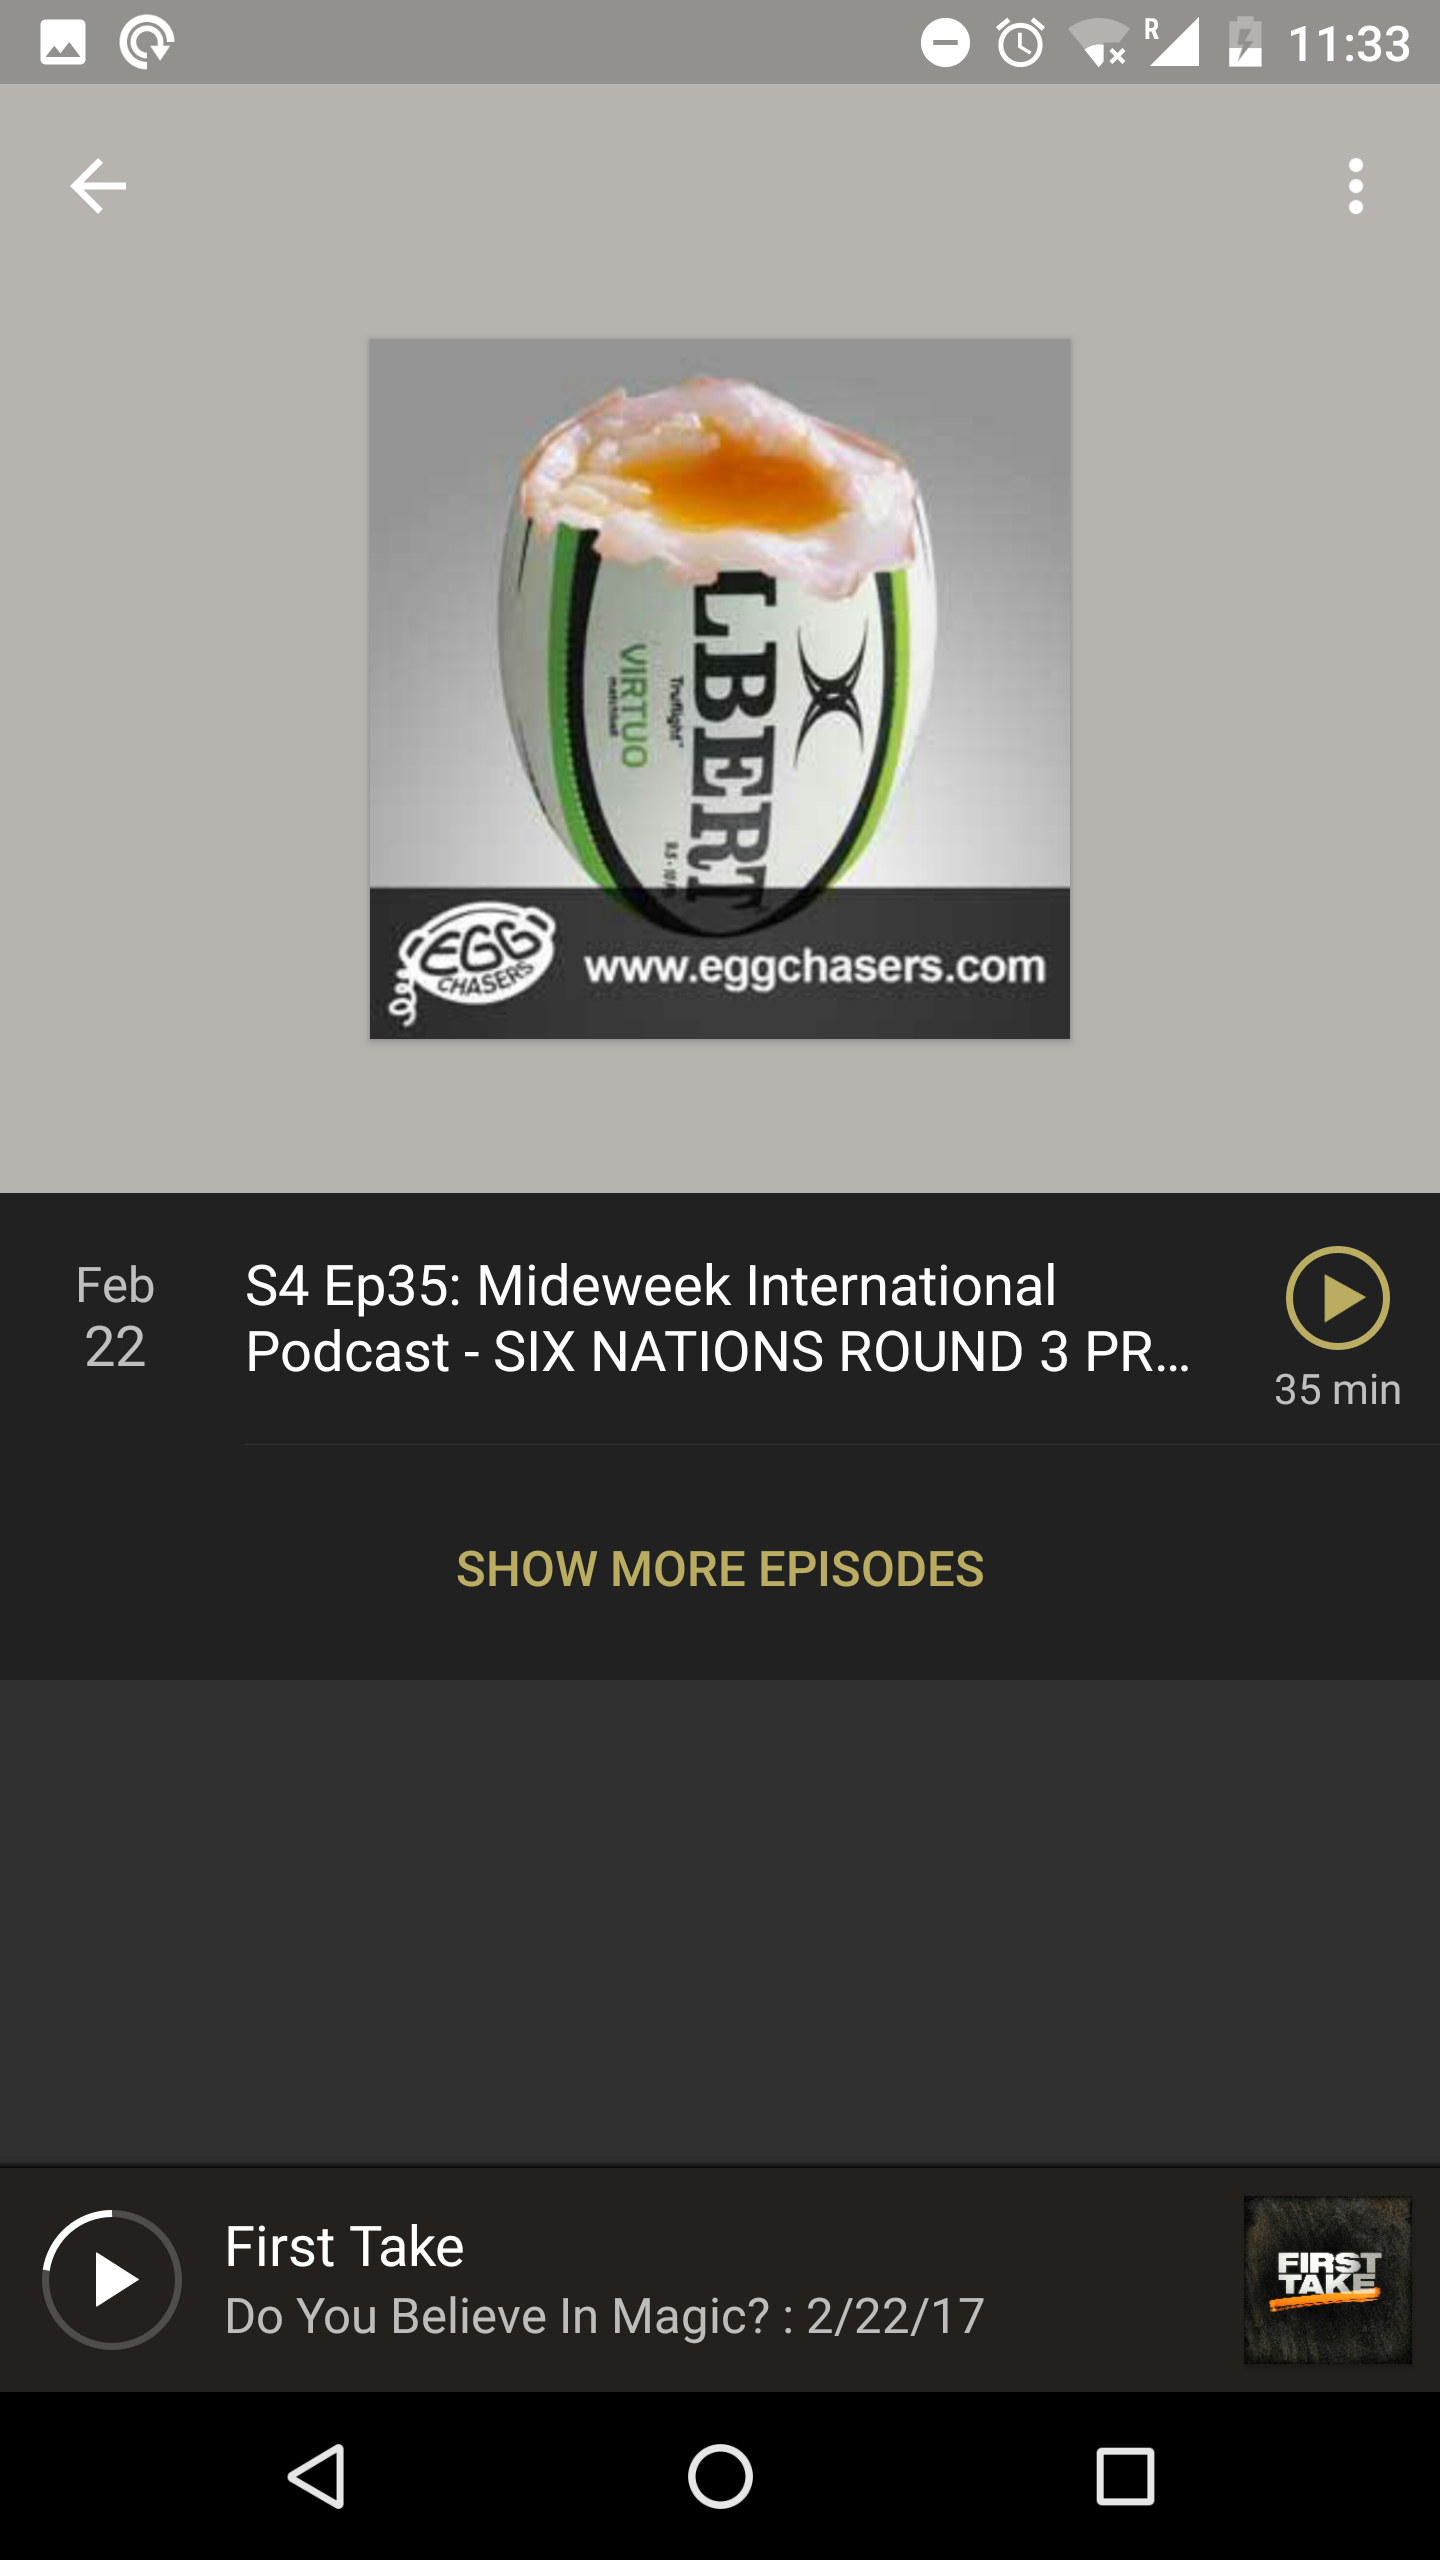 R 11:33
LBERT
Truflight™
VIRTUO
matchball
EGG
CHASERS
www.eggchasers.com
Feb
22
S4 Ep35: Mideweek International
Podcast - SIX NATIONS ROUND 3 PR...
35 min
SHOW MORE EPISODES
First Take
Do You Believe In Magic? : 2/22/17
FIRST
TAKE